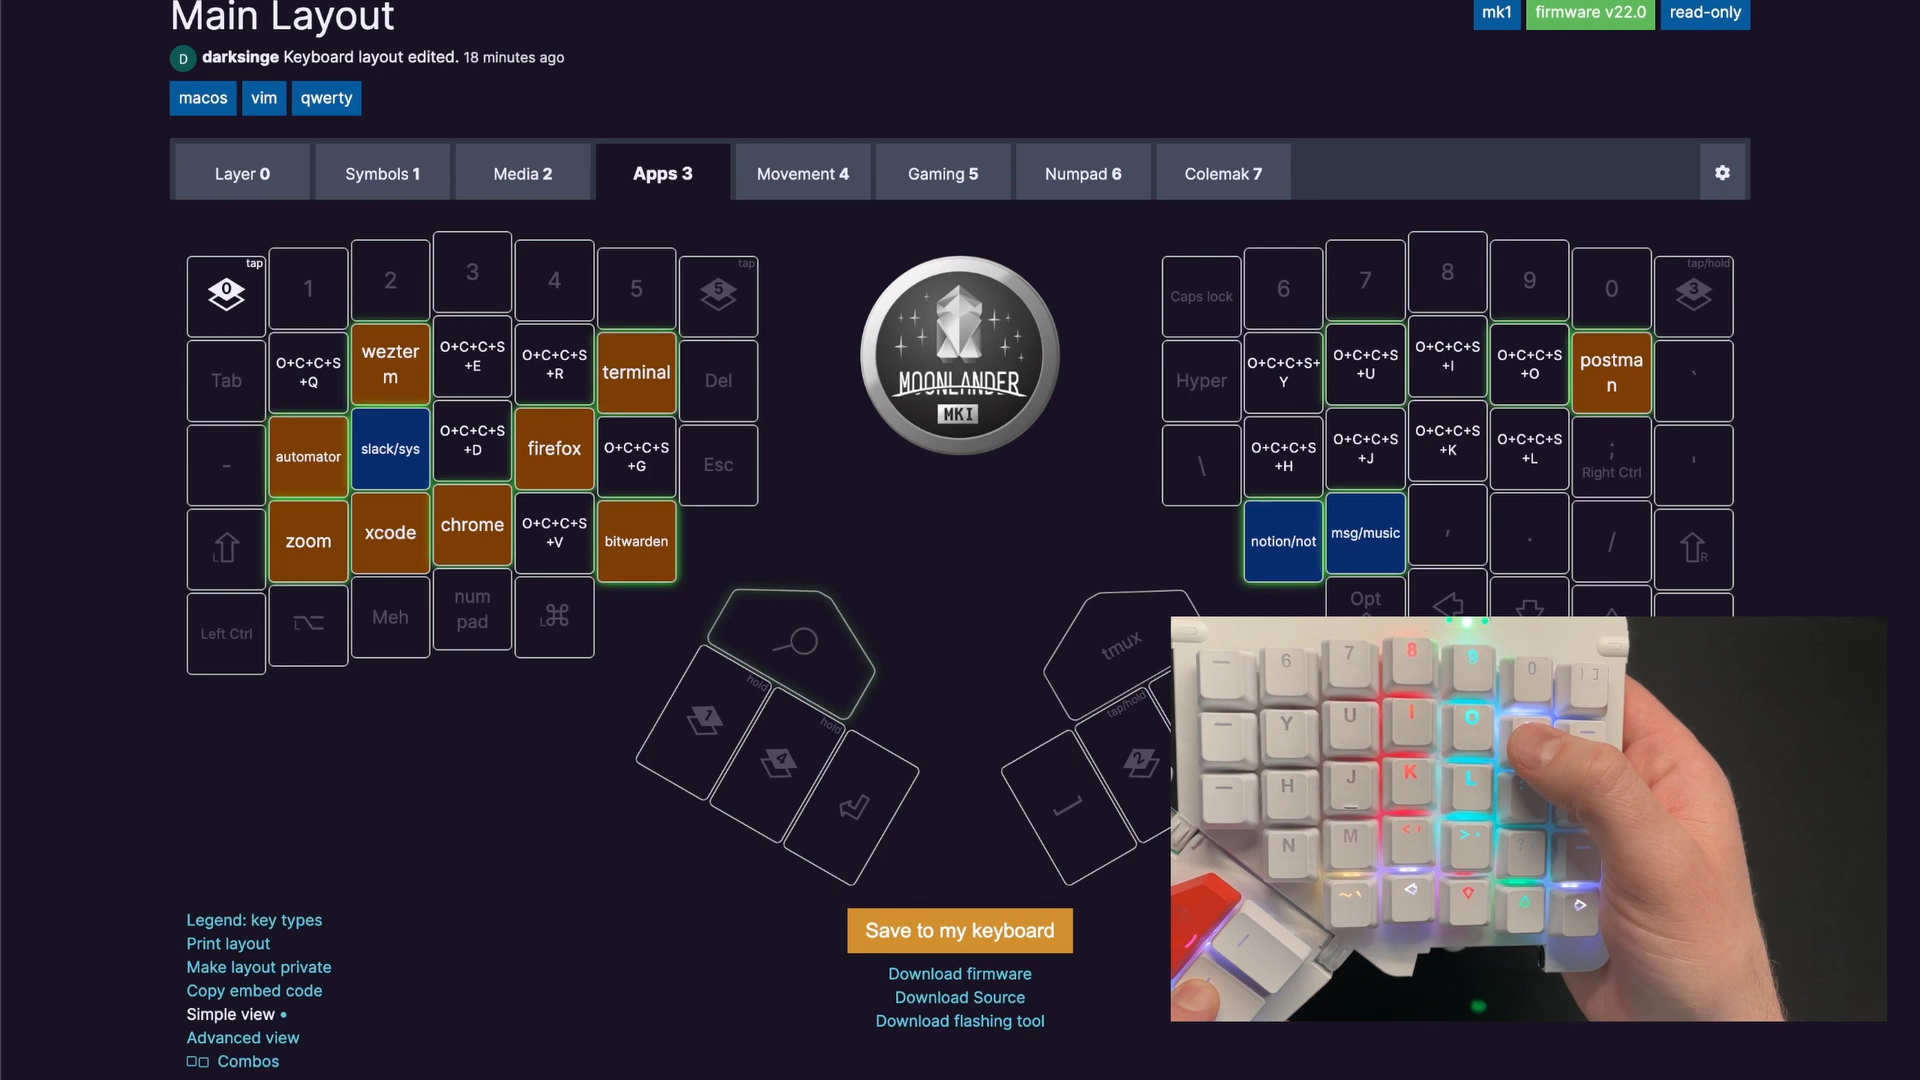 Main Layout
mk1
firmware v22.0
read-only
D
darksinge Keyboard layout edited. 18 minutes ago
macos
vim
qwerty
Layer 0
Symbols 1
Media 2
Apps 3
Movement 4
Gaming 5
Numpad 6
Colemak 7
tap
0
1
2
3
4
5
tap
5
Caps lock
6
7
8
9
0
tap/hold
3
Tab
O+C+C+S
+Q
wezter
m
O+C+C+S
+E
O+C+C+S
+R
terminal
Del
Hyper
O+C+C+S+
Y
O+C+C+S
+U
O+C+C+S
+I
O+C+C+S
+O
postma
n
`
-
automator
slack/sys
O+C+C+S
+D
firefox
O+C+C+S
+G
Esc
\
O+C+C+S
+H
O+C+C+S
+J
O+C+C+S
+K
O+C+C+S
+L
;
Right Ctrl
'
L
zoom
xcode
chrome
O+C+C+S
+V
bitwarden
notion/not
msg/music
,
.
/
R
Left Ctrl
L⌥
Meh
num
pad
L⌘
Opt
MOONLANDER
MKI
hold
1
hold
4
tmux
tap/hold
2
6
7
8
9
0
) ]
Y
U
I
O
H
J
K
L
N
M
< '
> .
? /
~ `
Save to my keyboard
Download firmware
Download Source
Download flashing tool
Legend: key types
Print layout
Make layout private
Copy embed code
Simple view •
Advanced view
Combos